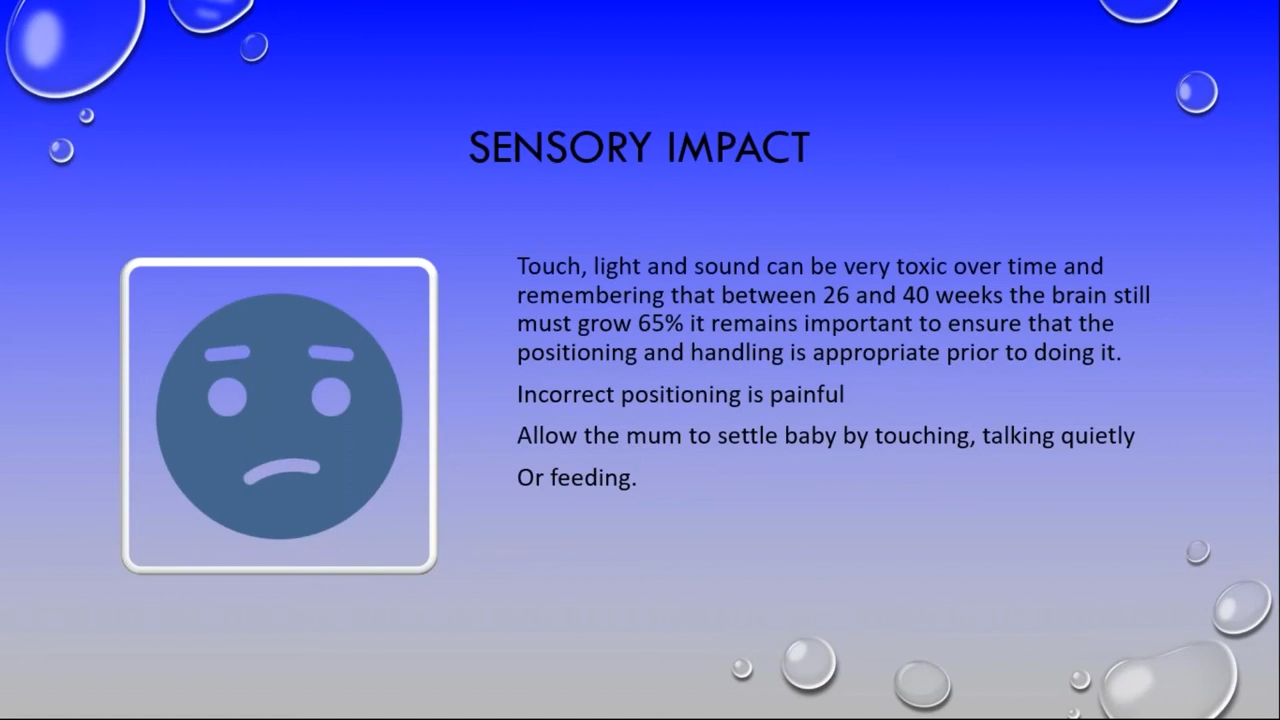 SENSORY IMPACT
Touch, light and sound can be very toxic over time and
remembering that between 26 and 40 weeks the brain still
must grow 65% it remains important to ensure that the
positioning and handling is appropriate prior to doing it.
Incorrect positioning is painful
Allow the mum to settle baby by touching, talking quietly
Or feeding.